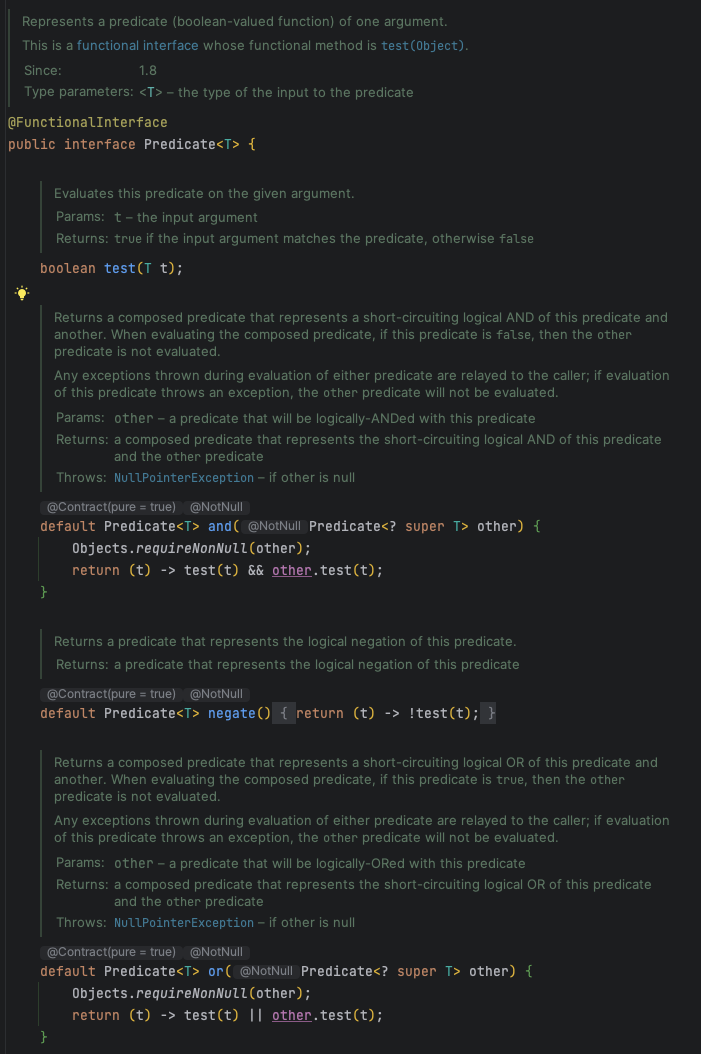 Represents a predicate (boolean-valued function) of one argument.
This is a functional interface whose functional method is test(Object).
Since: 1.8
Type parameters: <T> – the type of the input to the predicate
@FunctionalInterface
public interface Predicate<T> {
Evaluates this predicate on the given argument.
Params: t – the input argument
Returns: true if the input argument matches the predicate, otherwise false
boolean test(T t);
Returns a composed predicate that represents a short-circuiting logical AND of this predicate and
another. When evaluating the composed predicate, if this predicate is false, then the other
predicate is not evaluated.
Any exceptions thrown during evaluation of either predicate are relayed to the caller; if evaluation
of this predicate throws an exception, the other predicate will not be evaluated.
Params: other – a predicate that will be logically-ANDed with this predicate
Returns: a composed predicate that represents the short-circuiting logical AND of this predicate
and the other predicate
Throws: NullPointerException – if other is null
@Contract(pure = true) @NotNull
default Predicate<T> and( @NotNull Predicate<? super T> other) {
Objects.requireNonNull(other);
return (t) -> test(t) && other.test(t);
}
Returns a predicate that represents the logical negation of this predicate.
Returns: a predicate that represents the logical negation of this predicate
@Contract(pure = true) @NotNull
default Predicate<T> negate() { return (t) -> !test(t); }
Returns a composed predicate that represents a short-circuiting logical OR of this predicate and
another. When evaluating the composed predicate, if this predicate is true, then the other
predicate is not evaluated.
Any exceptions thrown during evaluation of either predicate are relayed to the caller; if evaluation
of this predicate throws an exception, the other predicate will not be evaluated.
Params: other – a predicate that will be logically-ORed with this predicate
Returns: a composed predicate that represents the short-circuiting logical OR of this predicate
and the other predicate
Throws: NullPointerException – if other is null
@Contract(pure = true) @NotNull
default Predicate<T> or( @NotNull Predicate<? super T> other) {
Objects.requireNonNull(other);
return (t) -> test(t) || other.test(t);
}